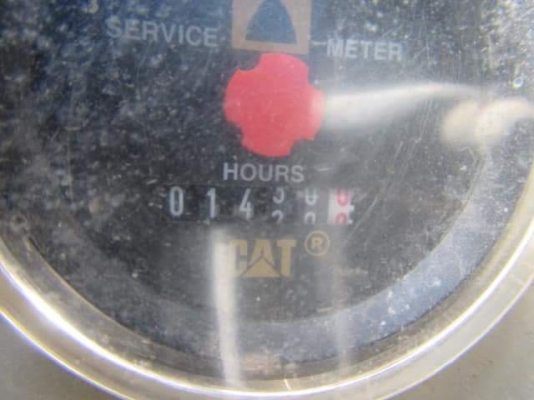 SERVICE METER
HOURS
014
CAT®